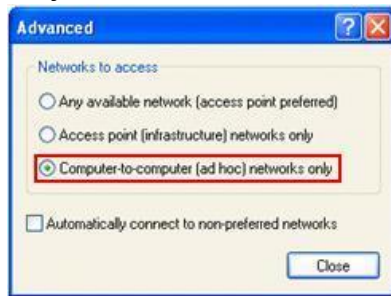 Advanced
Networks to access
Any available network (access point preferred)
Access point (infrastructure) networks only
Computer-to-computer (ad hoc) networks only
Automatically connect to non-preferred networks
Close